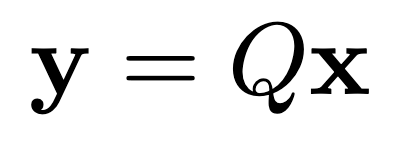 y = Qx